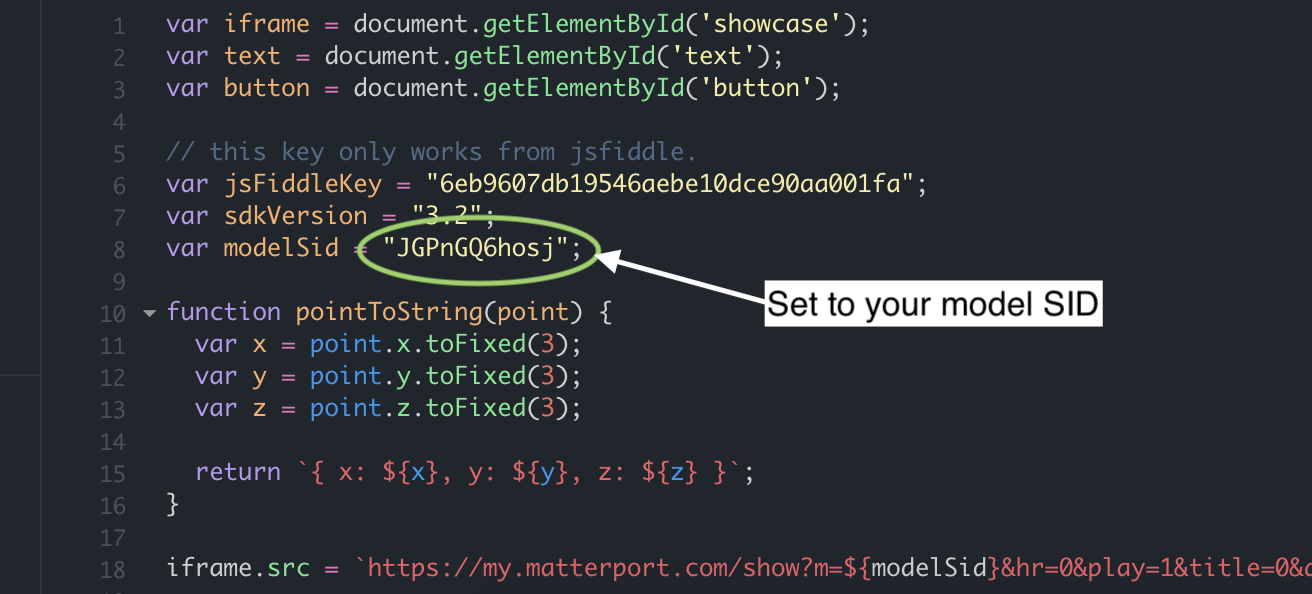 1 var iframe = document.getElementById('showcase');
2 var text = document.getElementById('text');
3 var button = document.getElementById('button');
4
5 // this key only works from jsfiddle.
6 var jsFiddleKey = "6eb9607db19546aebe10dce90aa001fa";
7 var sdkVersion = "3.2";
8 var modelSid = "JGPnGQ6hosj";
9
Set to your model SID
10 function pointToString(point) {
11 var x = point.x.toFixed(3);
12 var y = point.y.toFixed(3);
13 var z = point.z.toFixed(3);
14
15 return `{ x: ${x}, y: ${y}, z: ${z} }`;
16 }
17
18 iframe.src = `https://my.matterport.com/show?m=${modelSid}&hr=0&play=1&title=0&